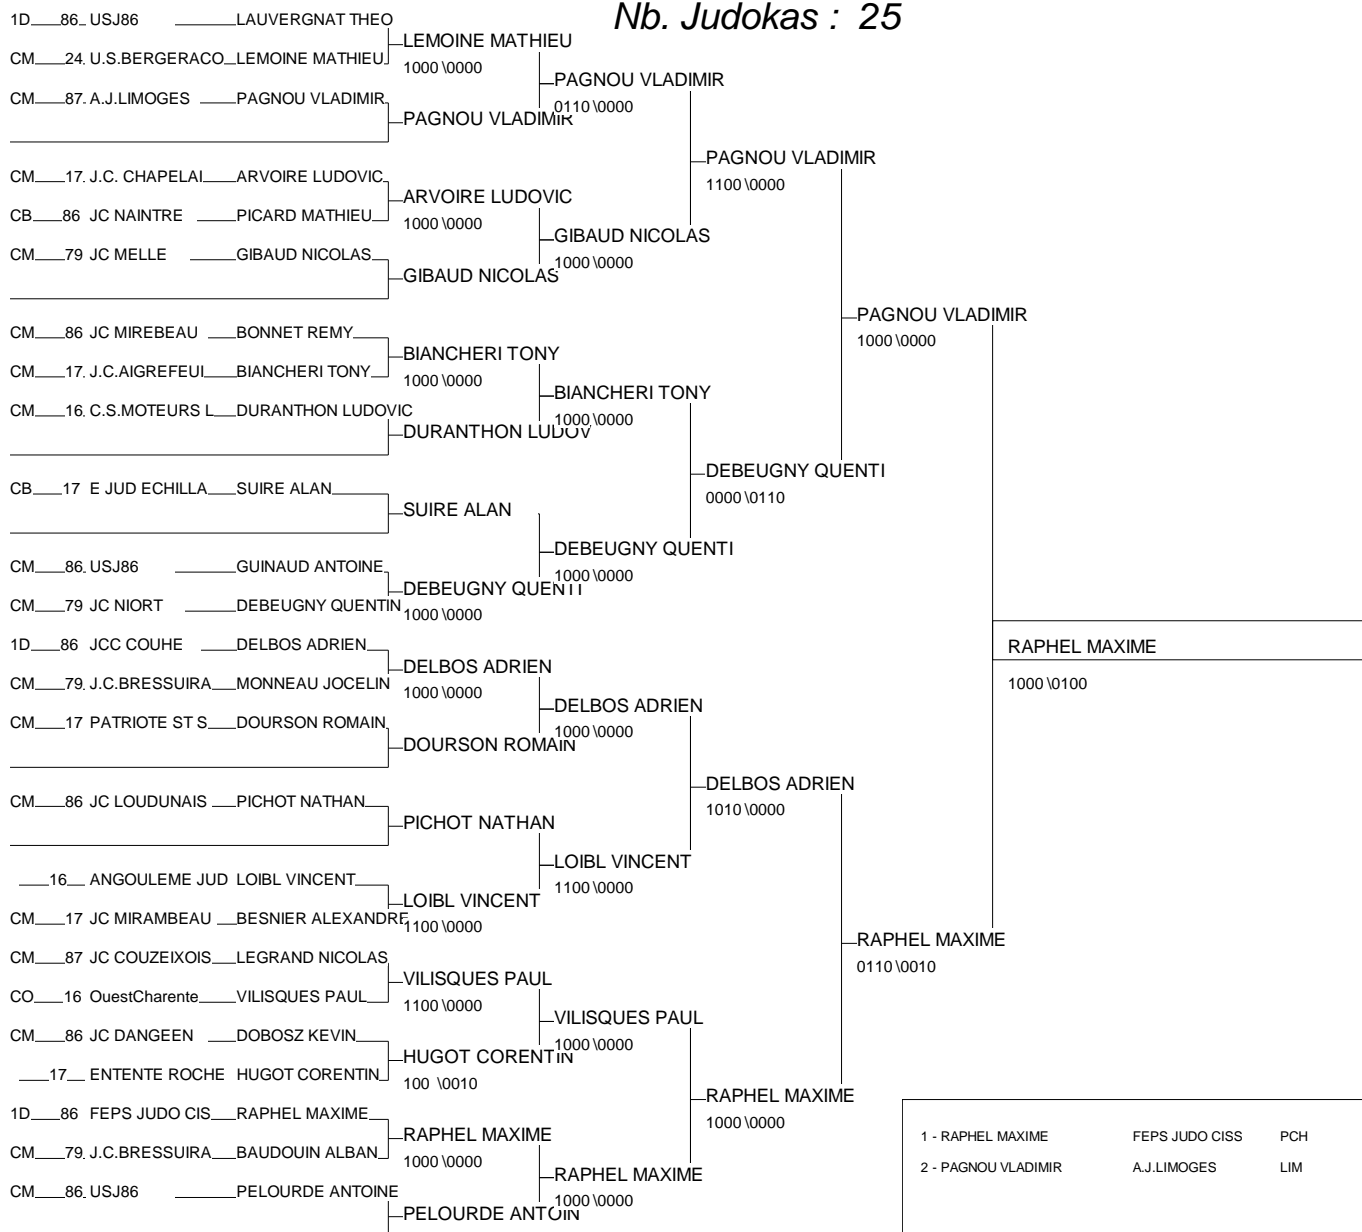 Nb. Judokas : 25
1D 86 USJ86 LAUVERGNAT THEO
LEMOINE MATHIEU
CM 24 U.S.BERGERACO LEMOINE MATHIEU
1000 \0000
PAGNOU VLADIMIR
0110 \0000
CM 87 A.J.LIMOGES PAGNOU VLADIMIR
PAGNOU VLADIMIR
PAGNOU VLADIMIR
1100 \0000
CM 17 J.C. CHAPELAI ARVOIRE LUDOVIC
ARVOIRE LUDOVIC
CB 86 JC NAINTRE PICARD MATHIEU
1000 \0000
GIBAUD NICOLAS
1000 \0000
CM 79 JC MELLE GIBAUD NICOLAS
GIBAUD NICOLAS
PAGNOU VLADIMIR
1000 \0000
CM 86 JC MIREBEAU BONNET REMY
BIANCHERI TONY
CM 17 J.C.AIGREFEUI BIANCHERI TONY
1000 \0000
BIANCHERI TONY
1000 \0000
CM 16 C.S.MOTEURS L DURANTHON LUDOVIC
DURANTHON LUDOV
DEBEUGNY QUENTI
0000 \0110
CB 17 E JUD ECHILLA SUIRE ALAN
SUIRE ALAN
DEBEUGNY QUENTI
1000 \0000
CM 86 USJ86 GUINAUD ANTOINE
DEBEUGNY QUENTI
CM 79 JC NIORT DEBEUGNY QUENTIN
1000 \0000
1D 86 JCC COUHE DELBOS ADRIEN
RAPHEL MAXIME
1000 \0100
DELBOS ADRIEN
CM 79 J.C.BRESSUIRA MONNEAU JOCELIN
1000 \0000
DELBOS ADRIEN
1000 \0000
CM 17 PATRIOTE ST S DOURSON ROMAIN
DOURSON ROMAIN
DELBOS ADRIEN
1010 \0000
CM 86 JC LOUDUNAIS PICHOT NATHAN
PICHOT NATHAN
LOIBL VINCENT
1100 \0000
16 ANGOULEME JUD LOIBL VINCENT
LOIBL VINCENT
CM 17 JC MIRAMBEAU BESNIER ALEXANDRE
1100 \0000
RAPHEL MAXIME
0110 \0010
CM 87 JC COUZEIXOIS LEGRAND NICOLAS
VILISQUES PAUL
CO 16 OuestCharente VILISQUES PAUL
1100 \0000
VILISQUES PAUL
1000 \0000
CM 86 JC DANGEEN DOBOSZ KEVIN
HUGOT CORENTIN
17 ENTENTE ROCHE HUGOT CORENTIN
100 \0010
RAPHEL MAXIME
1000 \0000
1D 86 FEPS JUDO CIS RAPHEL MAXIME
RAPHEL MAXIME
CM 79 J.C.BRESSUIRA BAUDOUIN ALBAN
1000 \0000
RAPHEL MAXIME
1000 \0000
CM 86 USJ86 PELOURDE ANTOINE
PELOURDE ANTOIN
1 - RAPHEL MAXIME FEPS JUDO CISS PCH
2 - PAGNOU VLADIMIR A.J.LIMOGES LIM